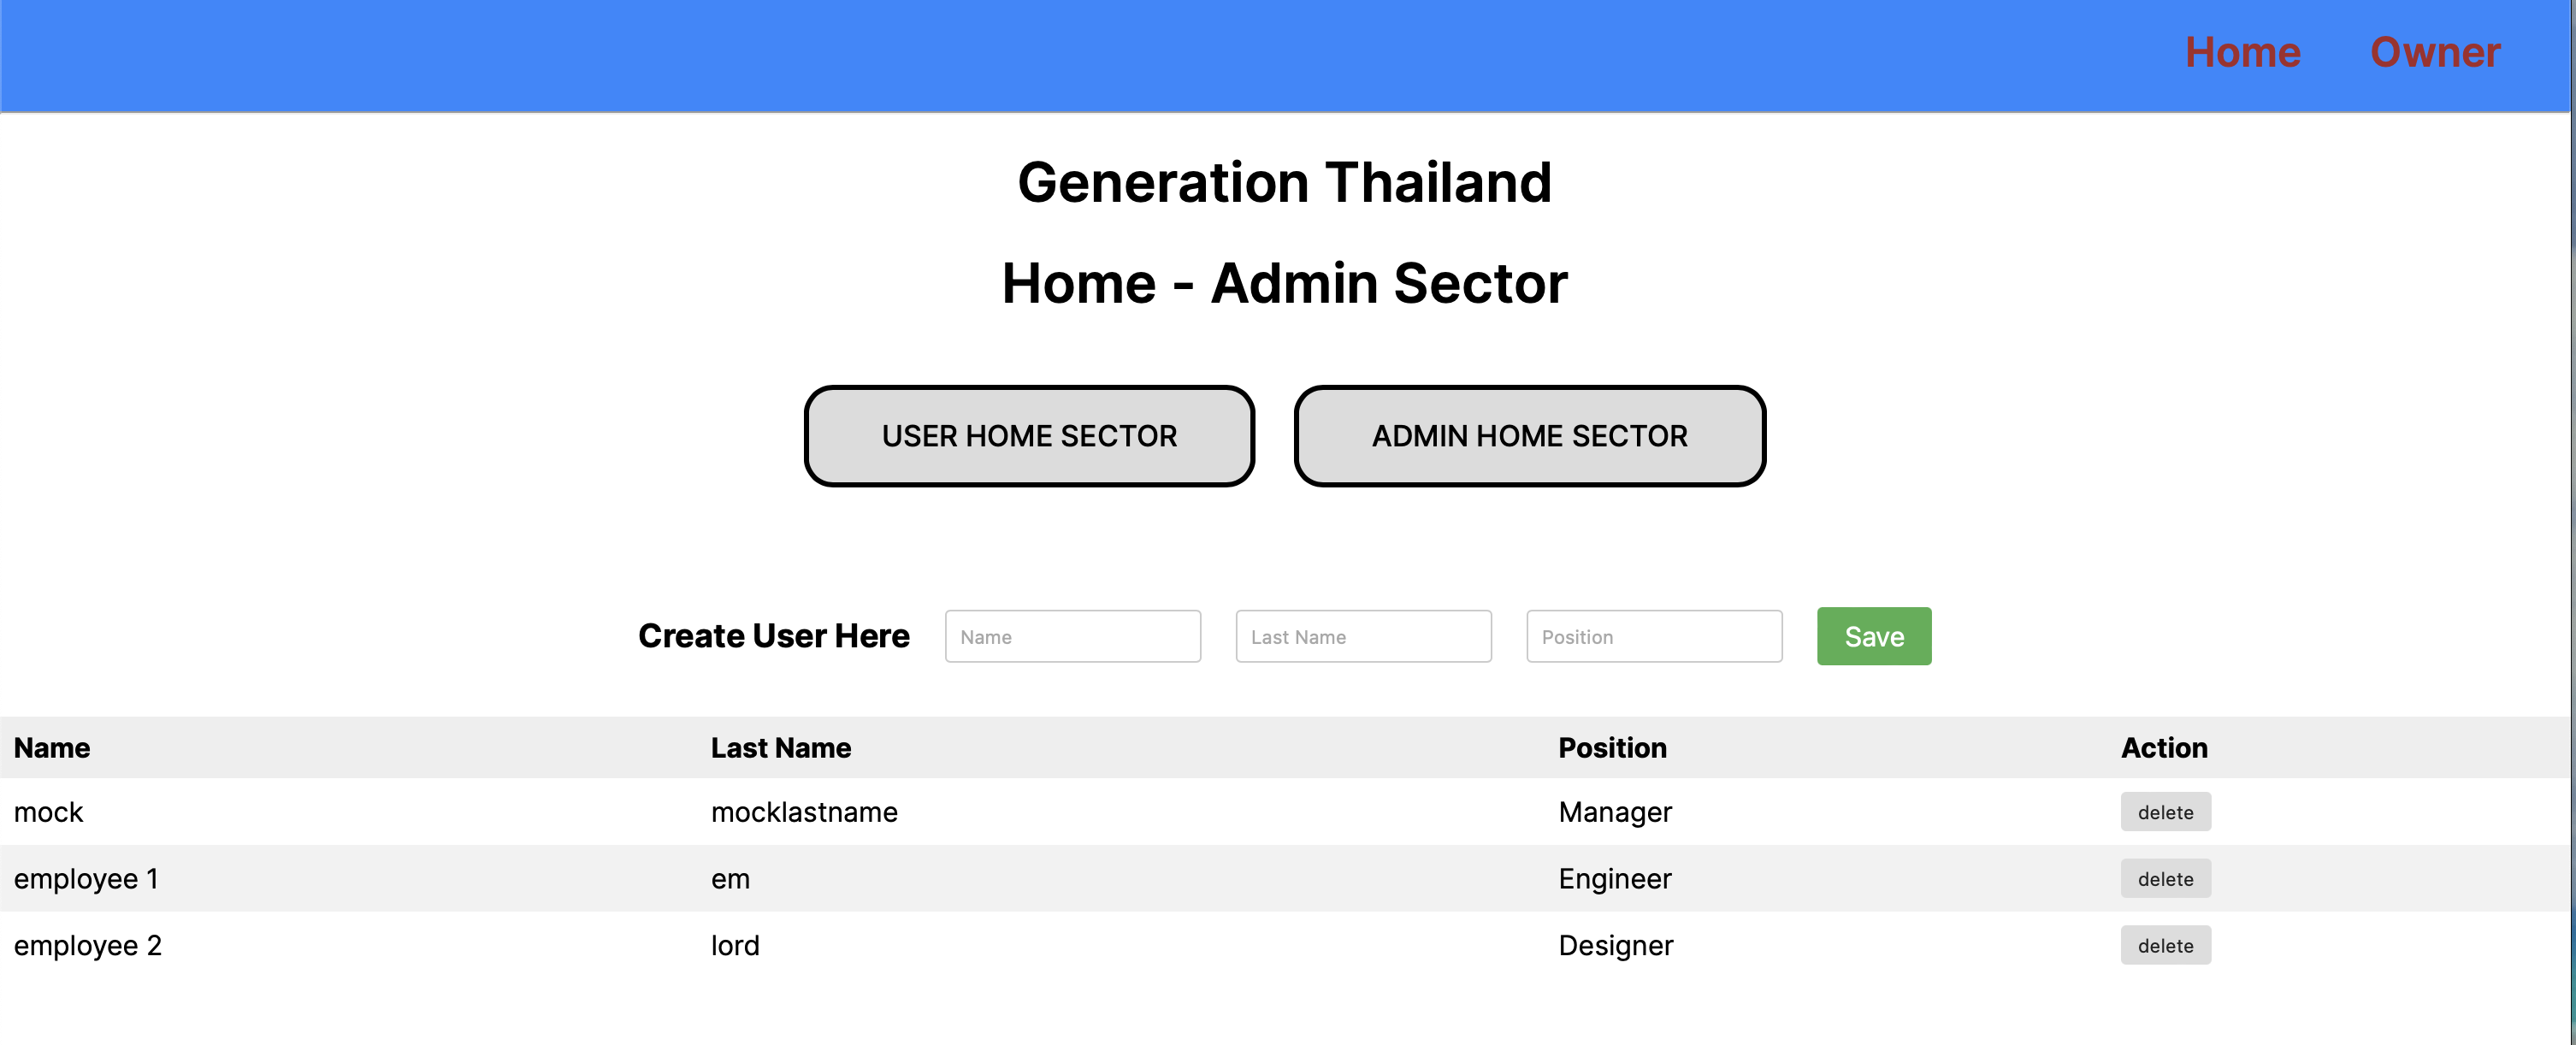 Home Owner
Generation Thailand
Home - Admin Sector
USER HOME SECTOR ADMIN HOME SECTOR
Create User Here Name Last Name Position Save
Name Last Name Position Action
mock mocklastname Manager delete
employee 1 em Engineer delete
employee 2 lord Designer delete